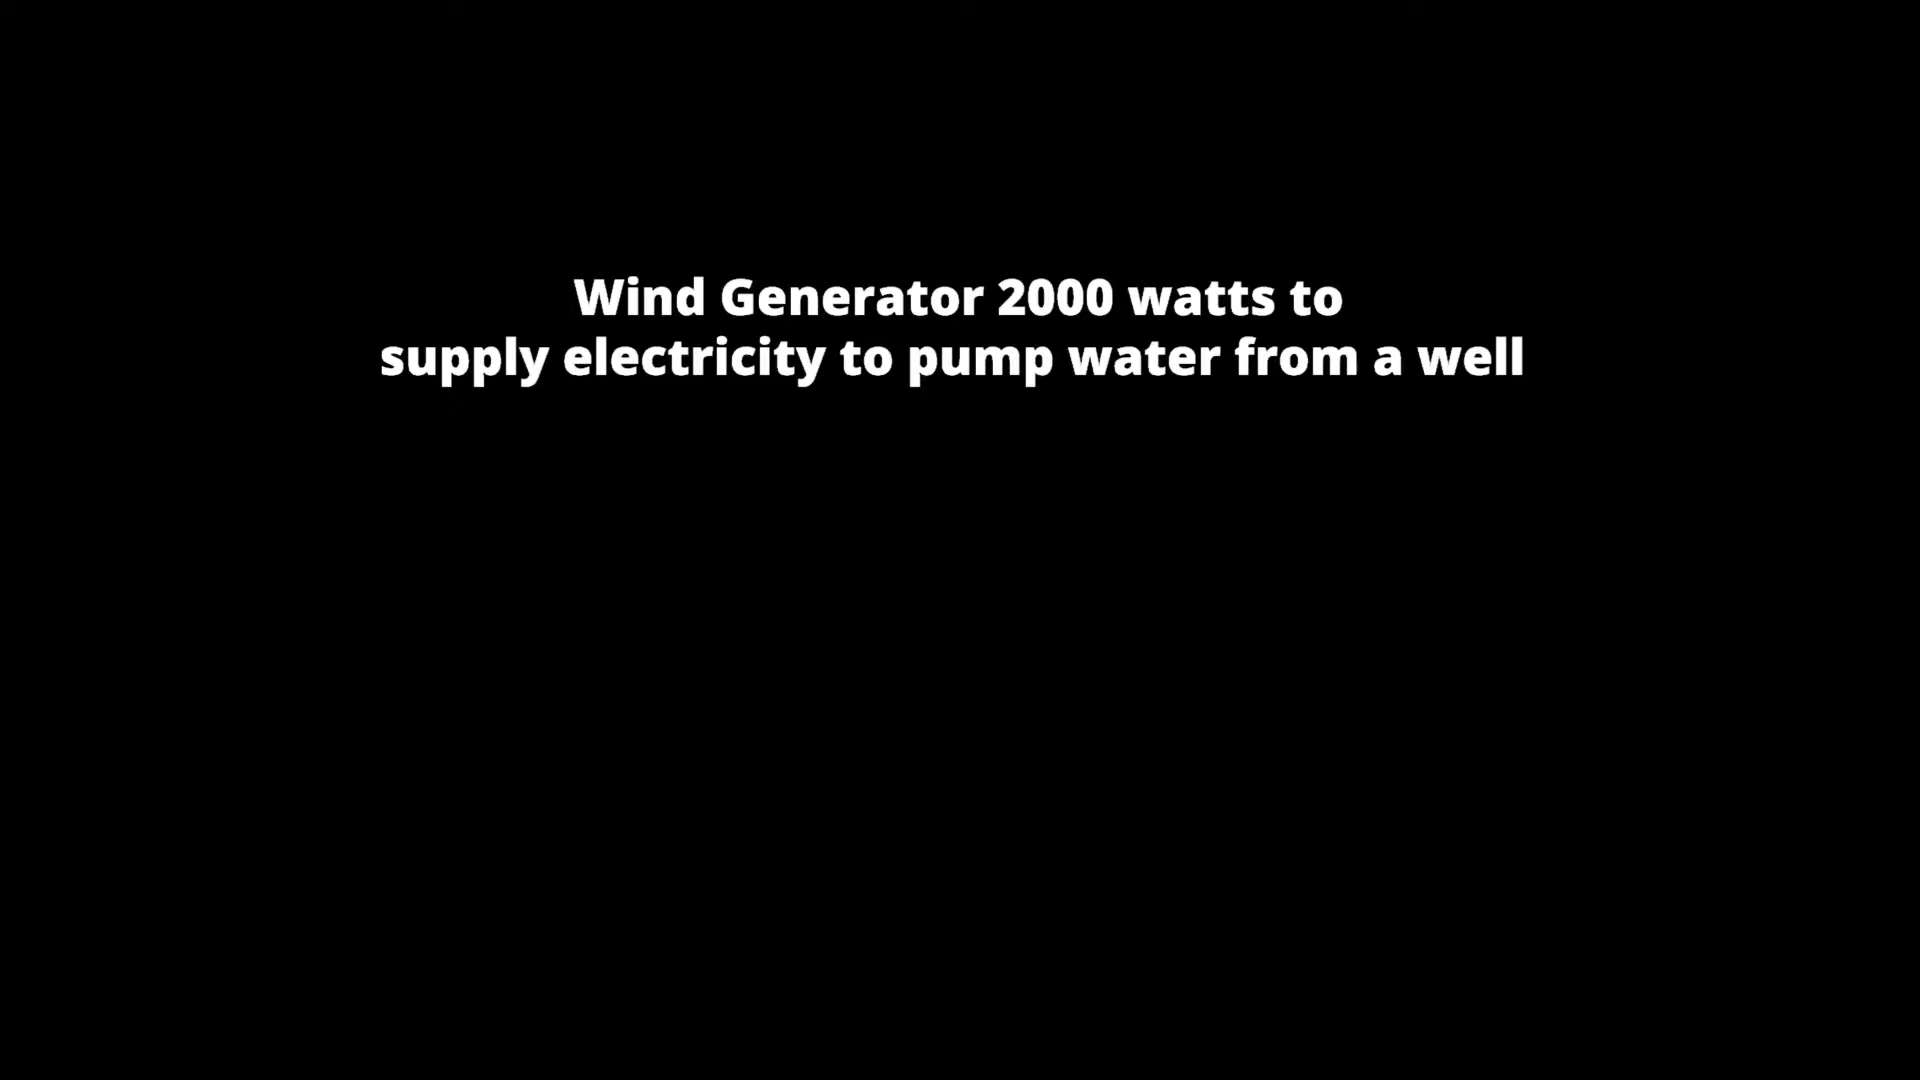 Wind Generator 2000 watts to
supply electricity to pump water from a well